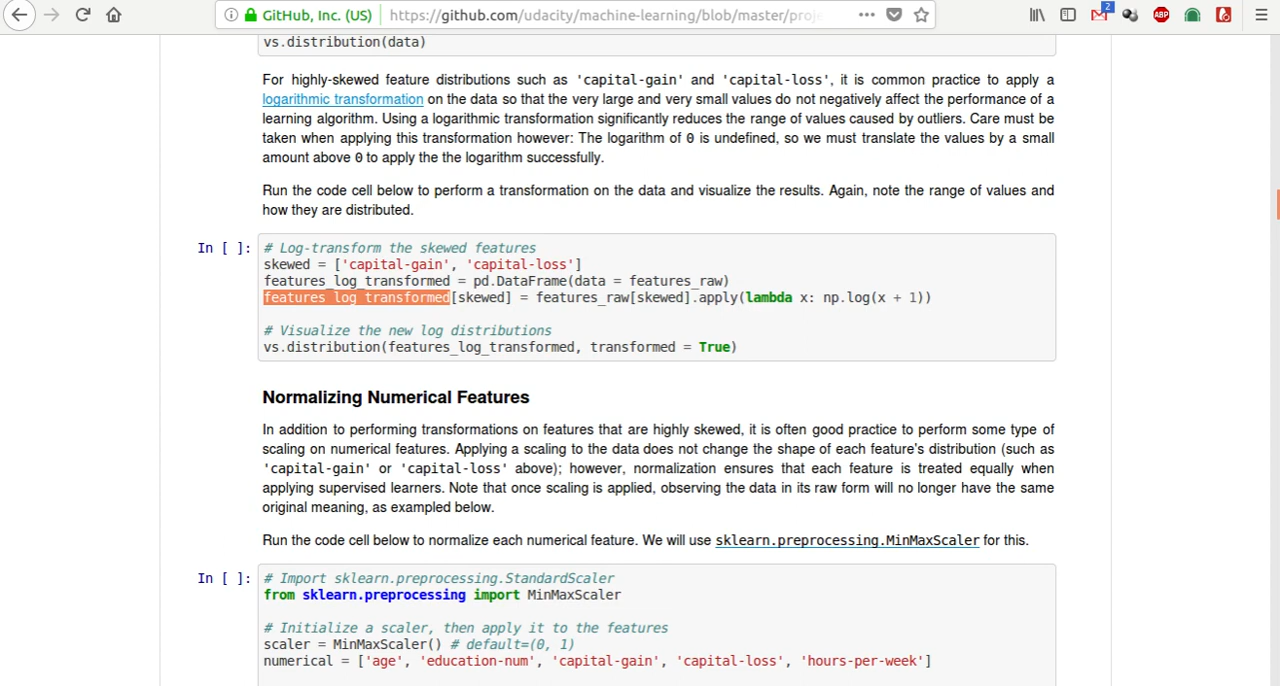 GitHub, Inc. (US) https://github.com/udacity/machine-learning/blob/master/proj
2
ABP
vs.distribution(data)
For highly-skewed feature distributions such as 'capital-gain' and 'capital-loss', it is common practice to apply a
logarithmic transformation on the data so that the very large and very small values do not negatively affect the performance of a
learning algorithm. Using a logarithmic transformation significantly reduces the range of values caused by outliers. Care must be
taken when applying this transformation however: The logarithm of 0 is undefined, so we must translate the values by a small
amount above 0 to apply the the logarithm successfully.
Run the code cell below to perform a transformation on the data and visualize the results. Again, note the range of values and
how they are distributed.
In [ ]: # Log-transform the skewed features
skewed = ['capital-gain', 'capital-loss']
features_log_transformed = pd.DataFrame(data = features_raw)
features_log_transformed[skewed] = features_raw[skewed].apply(lambda x: np.log(x + 1))
# Visualize the new log distributions
vs.distribution(features_log_transformed, transformed = True)
Normalizing Numerical Features
In addition to performing transformations on features that are highly skewed, it is often good practice to perform some type of
scaling on numerical features. Applying a scaling to the data does not change the shape of each feature's distribution (such as
'capital-gain' or 'capital-loss' above); however, normalization ensures that each feature is treated equally when
applying supervised learners. Note that once scaling is applied, observing the data in its raw form will no longer have the same
original meaning, as exampled below.
Run the code cell below to normalize each numerical feature. We will use sklearn.preprocessing.MinMaxScaler for this.
In [ ]: # Import sklearn.preprocessing.StandardScaler
from sklearn.preprocessing import MinMaxScaler
# Initialize a scaler, then apply it to the features
scaler = MinMaxScaler() # default=(0, 1)
numerical = ['age', 'education-num', 'capital-gain', 'capital-loss', 'hours-per-week']